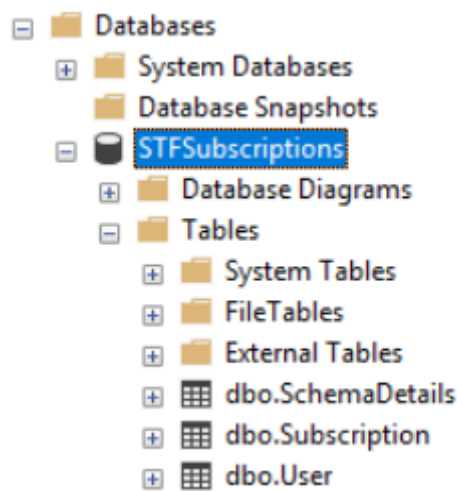 Databases
System Databases
Database Snapshots
STFSubscriptions
Database Diagrams
Tables
System Tables
FileTables
External Tables
dbo.SchemaDetails
dbo.Subscription
dbo.User